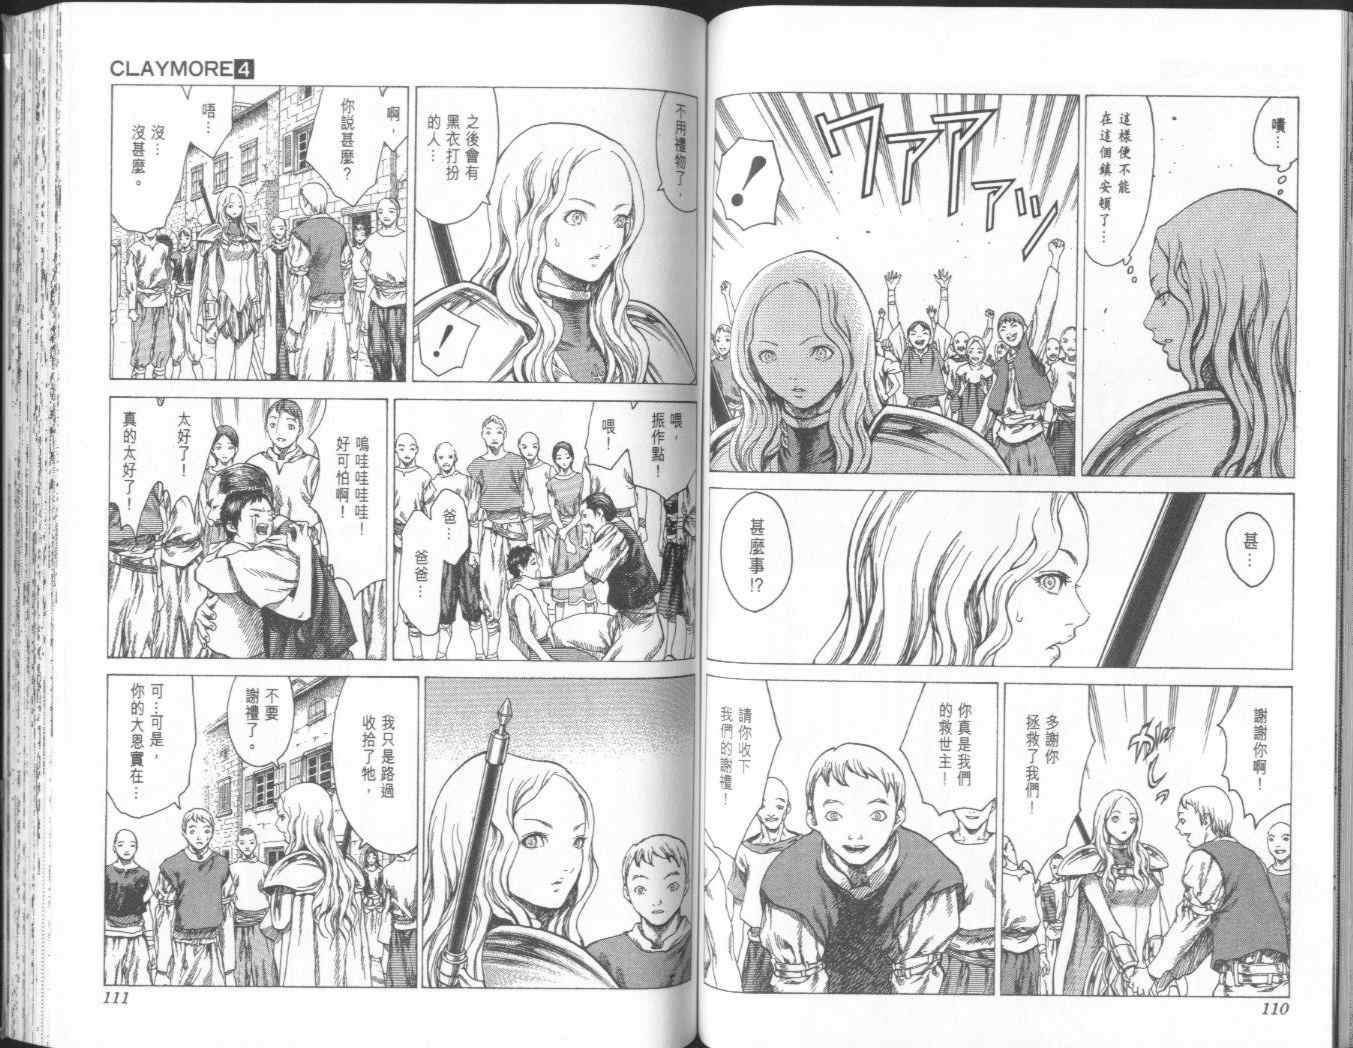 嘖…
這樣便不能
在這個鎮安頓了…
ワァアアァァッ
!
甚…
甚麼事!?
謝謝你啊!
多謝你
拯救了我們!
ガシ
你真是我們
的救世主!
請你收下
我們的謝禮!
110
CLAYMORE4
不用禮物了，
之後會有
黑衣打扮
的人…
!
啊，
你說甚麼?
唔…
沒…
沒甚麼。
喂，
振作點!
喂!
爸…
爸爸…
嗚哇哇哇哇!
好可怕啊!
太好了!
真的太好了!
我只是路過
收拾了牠，
不要
謝禮了。
可…可是，
你的大恩實在…
111